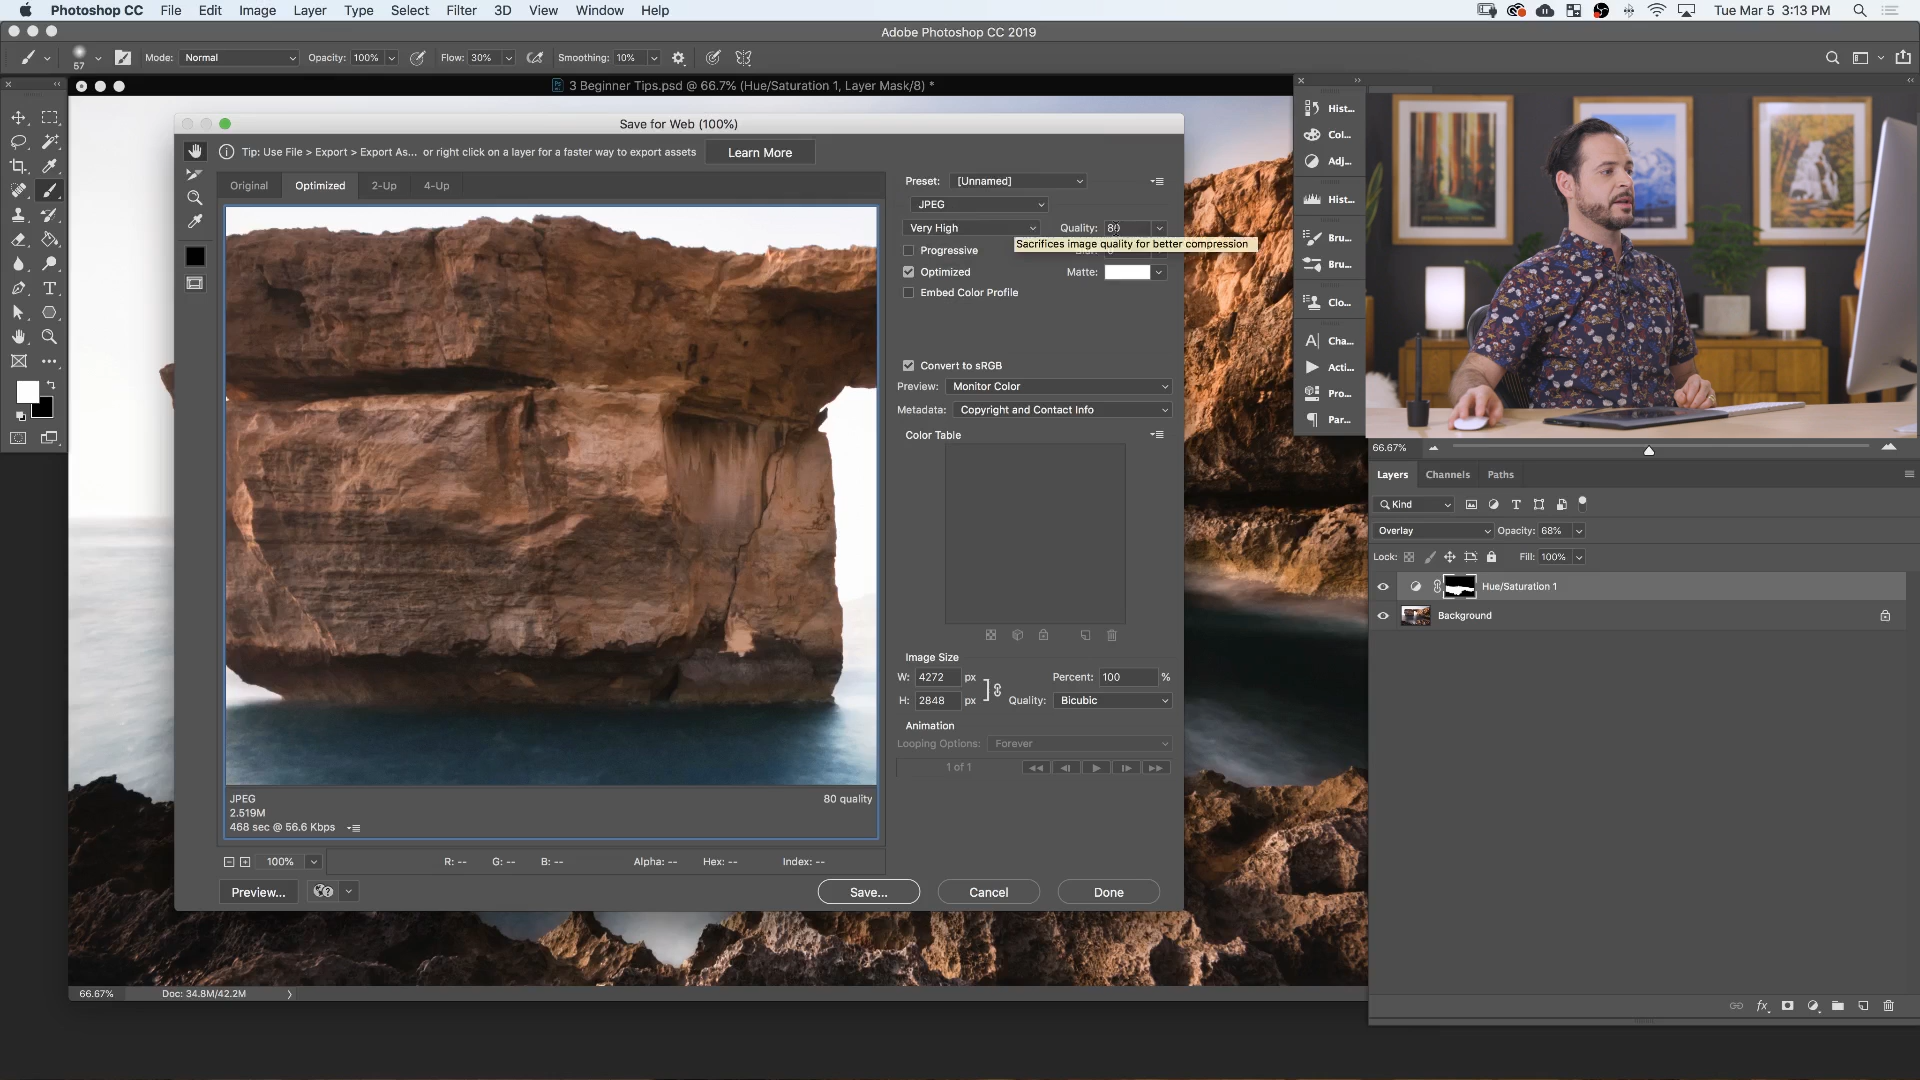 Photoshop CC File Edit Image Layer Type Select Filter 3D View Window Help Tue Mar 5 3:13 PM
Adobe Photoshop CC 2019
57 Mode: Normal Opacity: 100% Flow: 30% Smoothing: 10%
3 Beginner Tips.psd @ 66.7% (Hue/Saturation 1, Layer Mask/8) *
Save for Web (100%)
Tip: Use File > Export > Export As... or right click on a layer for a faster way to export assets Learn More
Original Optimized 2-Up 4-Up
Preset: [Unnamed]
JPEG
Very High Quality: 80
Sacrifices image quality for better compression
Progressive
Optimized Matte:
Embed Color Profile
Convert to sRGB
Preview: Monitor Color
Metadata: Copyright and Contact Info
Color Table
Image Size
W: 4272 px Percent: 100 %
H: 2848 px Quality: Bicubic
Animation
Looping Options: Forever
1 of 1
JPEG 80 quality
2.519M
468 sec @ 56.6 Kbps
100% R: -- G: -- B: -- Alpha: -- Hex: -- Index: --
Preview... Save... Cancel Done
66.67% Doc: 34.8M/42.2M
Hist...
Col...
Adj...
Hist...
Bru...
Bru...
Clo...
Cha...
Acti...
Pro...
Par...
66.67%
Layers Channels Paths
Kind
Overlay Opacity: 68%
Lock: Fill: 100%
Hue/Saturation 1
Background